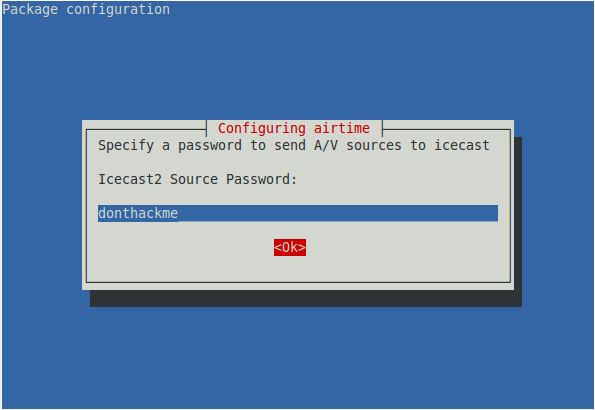 Package configuration
Configuring airtime
Specify a password to send A/V sources to icecast
Icecast2 Source Password:
donthackme
<Ok>